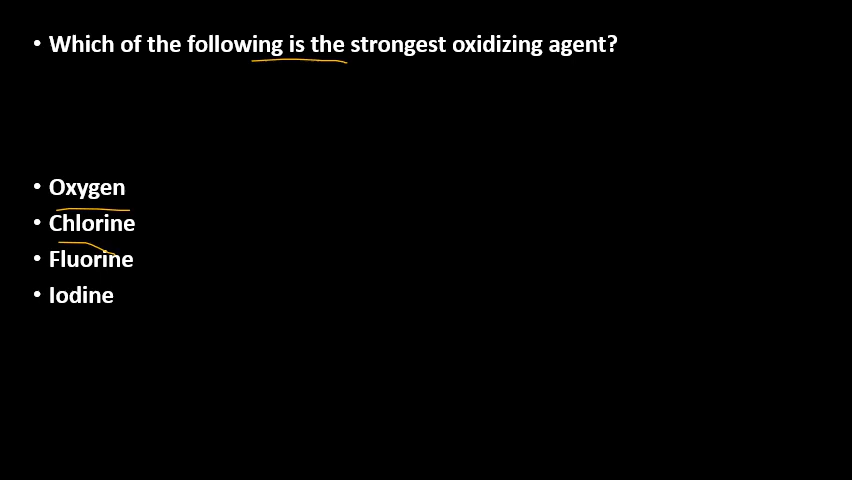 • Which of the following is the strongest oxidizing agent?
• Oxygen
• Chlorine
• Fluorine
• Iodine